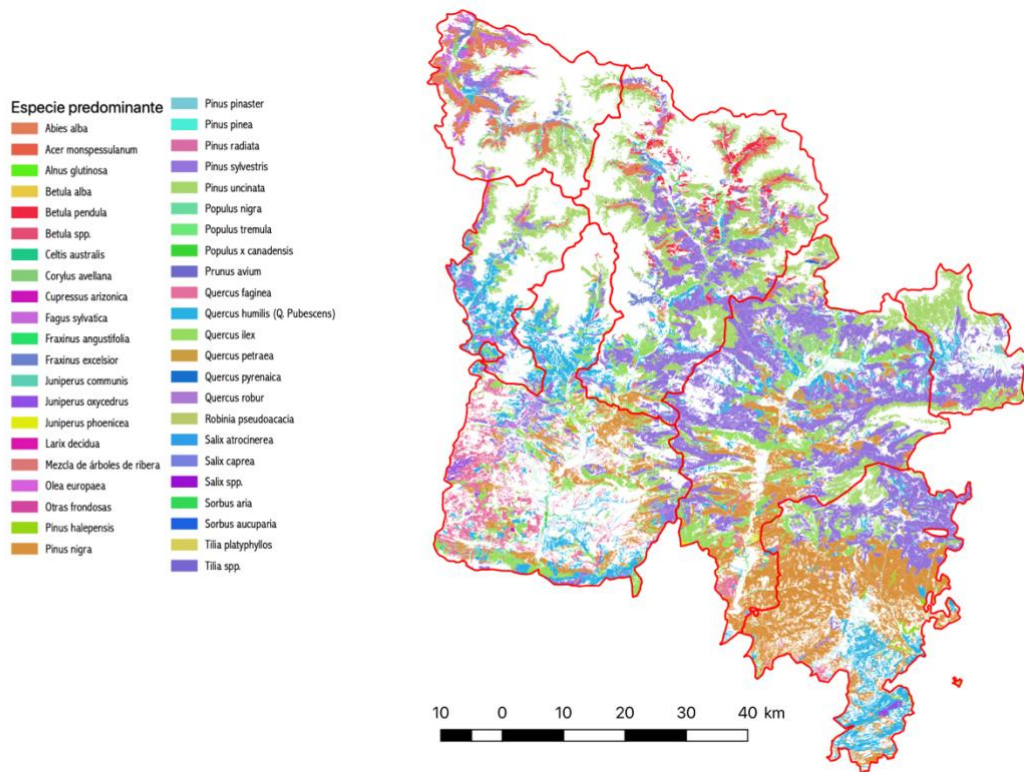 Especie predominante
Abies alba
Acer monspessulanum
Alnus glutinosa
Betula alba
Betula pendula
Betula spp.
Celtis australis
Corylus avellana
Cupressus arizonica
Fagus sylvatica
Fraxinus angustifolia
Fraxinus excelsior
Juniperus communis
Juniperus oxycedrus
Juniperus phoenicea
Larix decidua
Mezcla de árboles de ribera
Olea europaea
Otras frondosas
Pinus halepensis
Pinus nigra
Pinus pinaster
Pinus pinea
Pinus radiata
Pinus sylvestris
Pinus uncinata
Populus nigra
Populus tremula
Populus x canadensis
Prunus avium
Quercus faginea
Quercus humilis (Q. Pubescens)
Quercus ilex
Quercus petraea
Quercus pyrenaica
Quercus robur
Robinia pseudoacacia
Salix atrocinerea
Salix caprea
Salix spp.
Sorbus aria
Sorbus aucuparia
Tilia platyphyllos
Tilia spp.
10 0 10 20 30 40 km